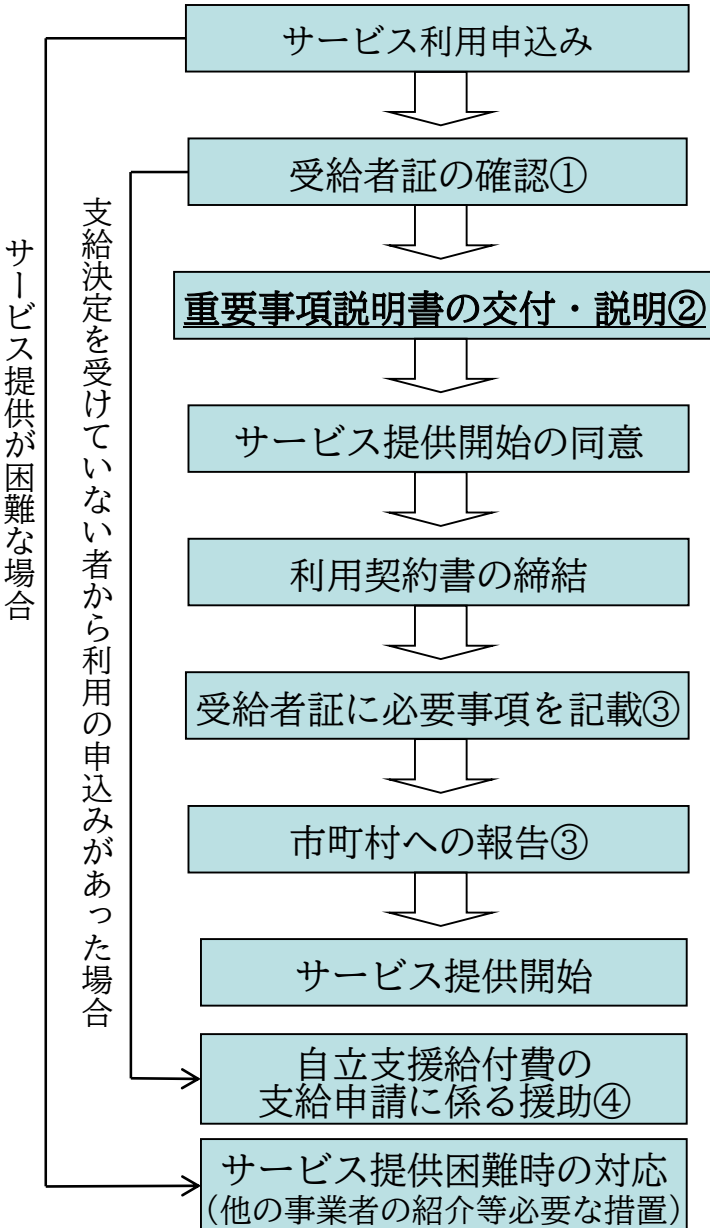 サービス利用申込み
受給者証の確認①
重要事項説明書の交付・説明②
サービス提供開始の同意
利用契約書の締結
受給者証に必要事項を記載③
市町村への報告③
サービス提供開始
自立支援給付費の
支給申請に係る援助④
サービス提供困難時の対応
（他の事業者の紹介等必要な措置）
支給決定を受けていない者から利用の申込みがあった場合
サービス提供が困難な場合